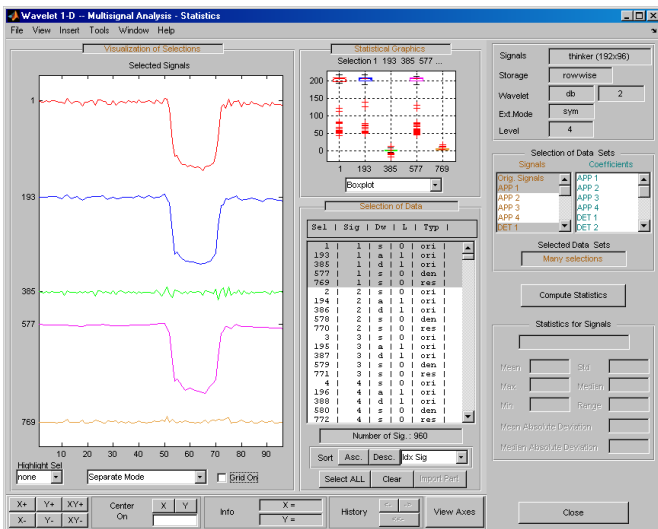 Wavelet 1-D -- Multisignal Analysis - Statistics
File View Insert Tools Window Help
Visualization of Selections
Selected Signals
1
193
385
577
769
10 20 30 40 50 60 70 80 90
Highlight Sel
none
Separate Mode
Grid On
Statistical Graphics
Selection 1 193 385 577 ...
200
150
100
50
0
1 193 385 577 769
Boxplot
Selection of Data
Sel | Sig | Dw | L | Typ |
1 | 1 | s | 0 | ori
193 | 1 | a | 1 | ori
385 | 1 | d | 1 | ori
577 | 1 | s | 0 | den
769 | 1 | s | 0 | res
2 | 2 | s | 0 | ori
194 | 2 | a | 1 | ori
386 | 2 | d | 1 | ori
578 | 2 | s | 0 | den
770 | 2 | s | 0 | res
3 | 3 | s | 0 | ori
195 | 3 | a | 1 | ori
387 | 3 | d | 1 | ori
579 | 3 | s | 0 | den
771 | 3 | s | 0 | res
4 | 4 | s | 0 | ori
196 | 4 | a | 1 | ori
388 | 4 | d | 1 | ori
580 | 4 | s | 0 | den
772 | 4 | s | 0 | res
Number of Sig.: 960
Sort Asc. Desc. Idx Sig
Select ALL Clear Import Part.
Signals thinker (192x96)
Storage rowwise
Wavelet db 2
Ext.Mode sym
Level 4
Selection of Data Sets
Signals Coefficients
Orig. Signals APP 1
APP 1 APP 2
APP 2 APP 3
APP 3 APP 4
APP 4 DET 1
DET 1 DET 2
Selected Data Sets
Many selections
Compute Statistics
Statistics for Signals
Mean Std
Max. Median
Min. Range
Mean Absolute Deviation
Median Absolute Deviation
X+ Y+ XY+
X- Y- XY-
Center
On
X Y
Info
X =
Y =
History
<- ->
<<-
View Axes
Close